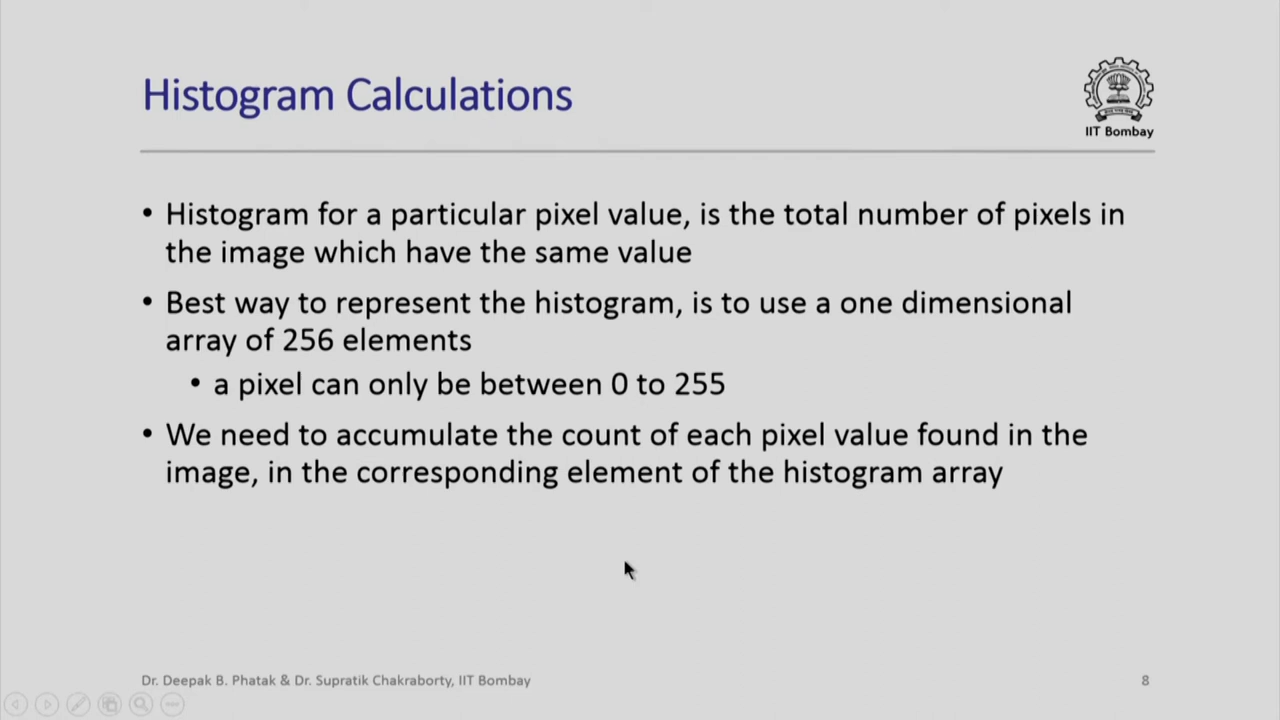 Histogram Calculations
IIT Bombay
• Histogram for a particular pixel value, is the total number of pixels in
the image which have the same value
• Best way to represent the histogram, is to use a one dimensional
array of 256 elements
• a pixel can only be between 0 to 255
• We need to accumulate the count of each pixel value found in the
image, in the corresponding element of the histogram array
Dr. Deepak B. Phatak & Dr. Supratik Chakraborty, IIT Bombay
8